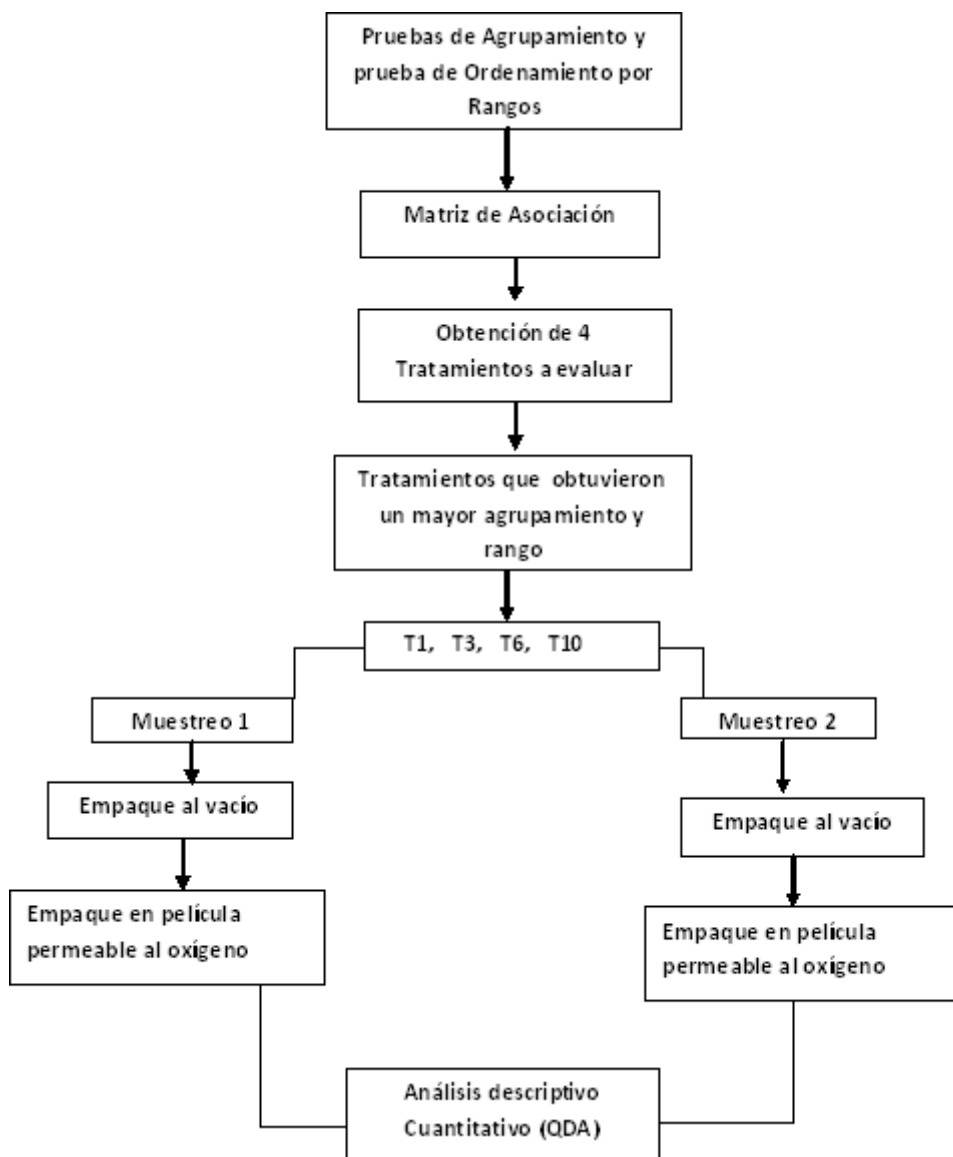 Pruebas de Agrupamiento y
prueba de Ordenamiento por
Rangos
Matriz de Asociación
Obtención de 4
Tratamientos a evaluar
Tratamientos que obtuvieron
un mayor agrupamiento y
rango
T1, T3, T6, T10
Muestreo 1
Muestreo 2
Empaque al vacío
Empaque al vacío
Empaque en película
permeable al oxígeno
Empaque en película
permeable al oxígeno
Análisis descriptivo
Cuantitativo (QDA)